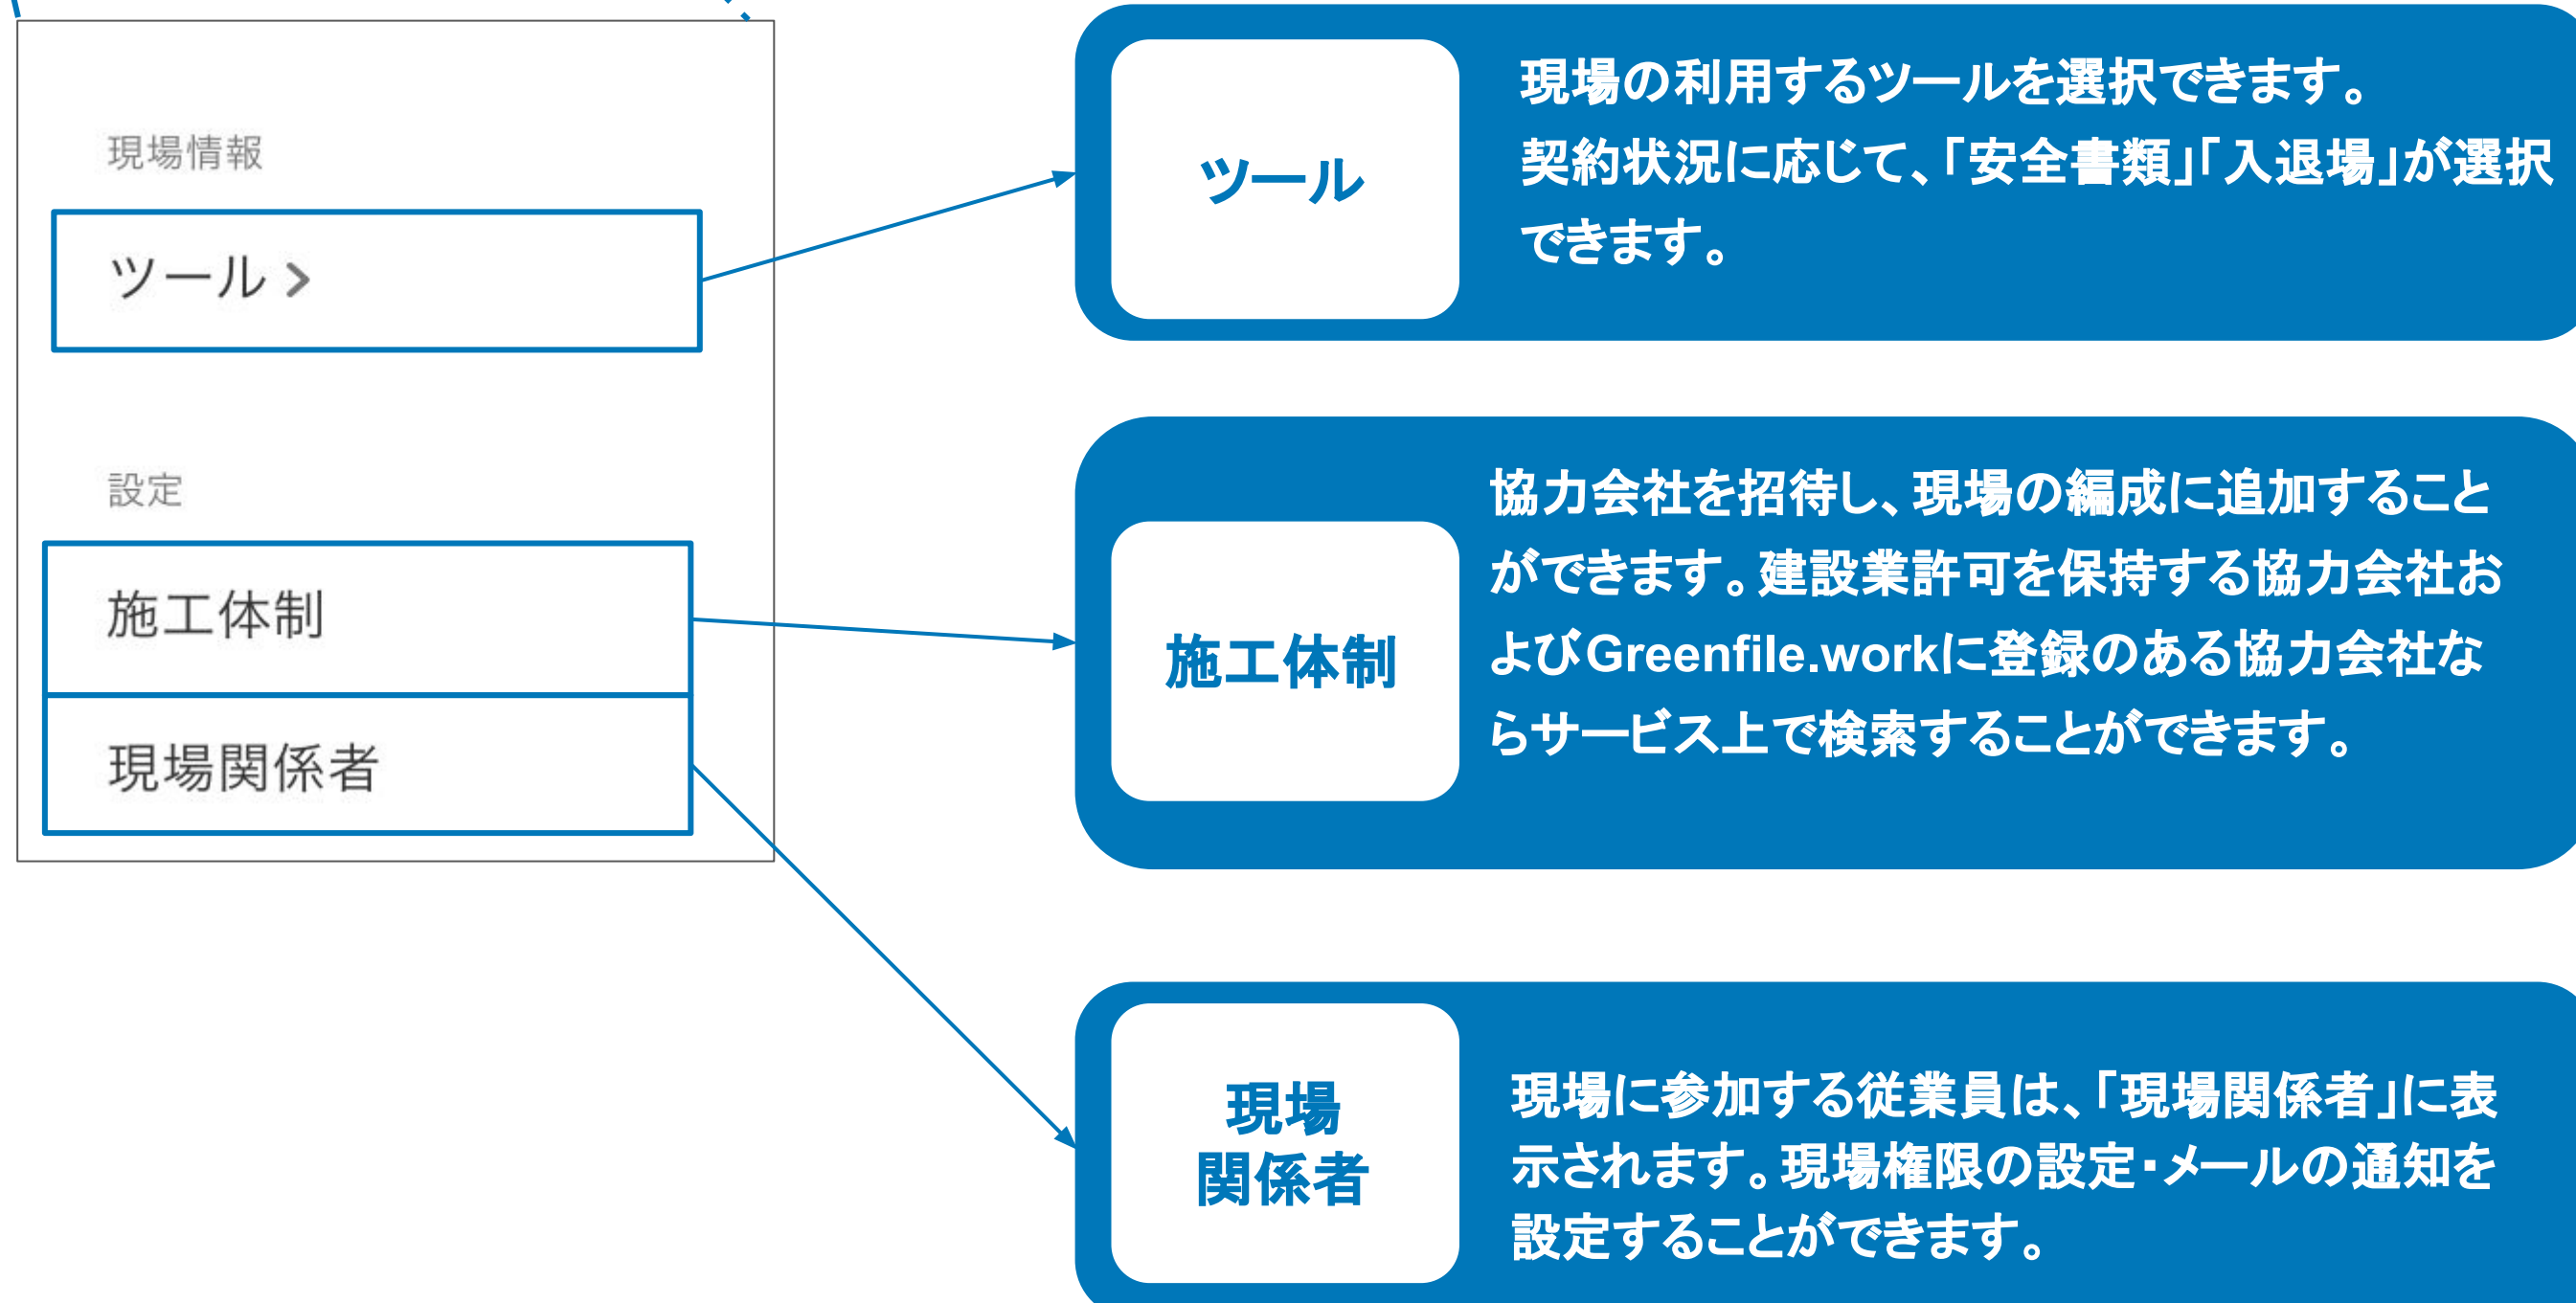 現場情報
ツール >
設定
施工体制
現場関係者
ツール
現場の利用するツールを選択できます。
契約状況に応じて、「安全書類」「入退場」が選択
できます。
施工体制
協力会社を招待し、現場の編成に追加すること
ができます。建設業許可を保持する協力会社お
よびGreenfile.workに登録のある協力会社な
らサービス上で検索することができます。
現場
関係者
現場に参加する従業員は、「現場関係者」に表
示されます。現場権限の設定・メールの通知を
設定することができます。